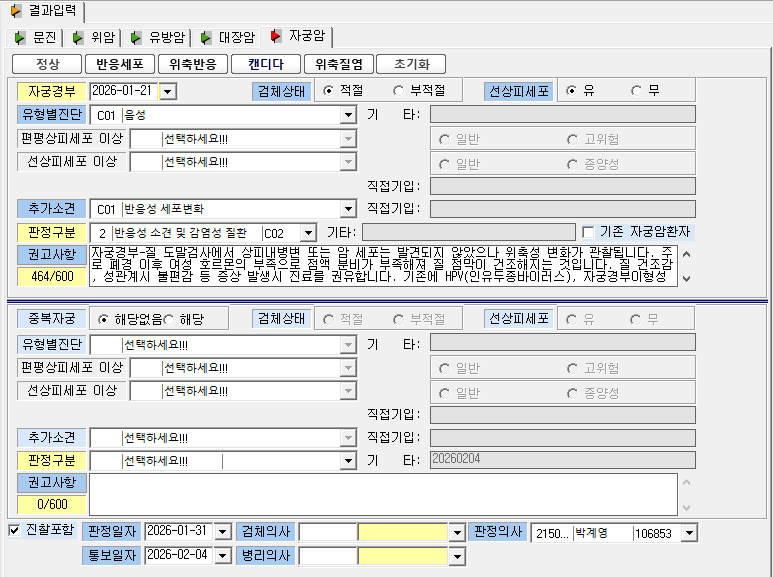 결과입력
문진 위암 유방암 대장암 자궁암
정상 반응세포 위축반응 캔디다 위축질염 초기화
자궁경부 2026-01-21 검체상태 적절 부적절 선상피세포 유 무
유형별진단 C01 음성 기 타:
편평상피세포 이상 선택하세요!!! 일반 고위험
선상피세포 이상 선택하세요!!! 일반 종양성
직접기입:
추가소견 C01 반응성 세포변화 직접기입:
판정구분 2 반응성 소견 및 감염성 질환 C02 기타: 기존 자궁암환자
권고사항 자궁경부-질 도말검사에서 상피내병변 또는 암 세포는 발견되지 않았으나 위축성 변화가 관찰됩니다. 주
로 폐경 이후 여성 호르몬의 부족으로 점액 분비가 부족해져 질 점막이 건조해지는 것입니다. 질 건조감
464/600 , 성관계시 불편감 등 증상 발생시 진료를 권유합니다. 기존에 HPV(인유두종바이러스), 자궁경부이형성
중복자궁 해당없음 해당 검체상태 적절 부적절 선상피세포 유 무
유형별진단 선택하세요!!! 기 타:
편평상피세포 이상 선택하세요!!! 일반 고위험
선상피세포 이상 선택하세요!!! 일반 종양성
직접기입:
추가소견 선택하세요!!! 직접기입:
판정구분 선택하세요!!! 기 타: 20260204
권고사항
0/600
진찰포함 판정일자 2026-01-31 검체의사 판정의사 2150... 박계영 106853
통보일자 2026-02-04 병리의사